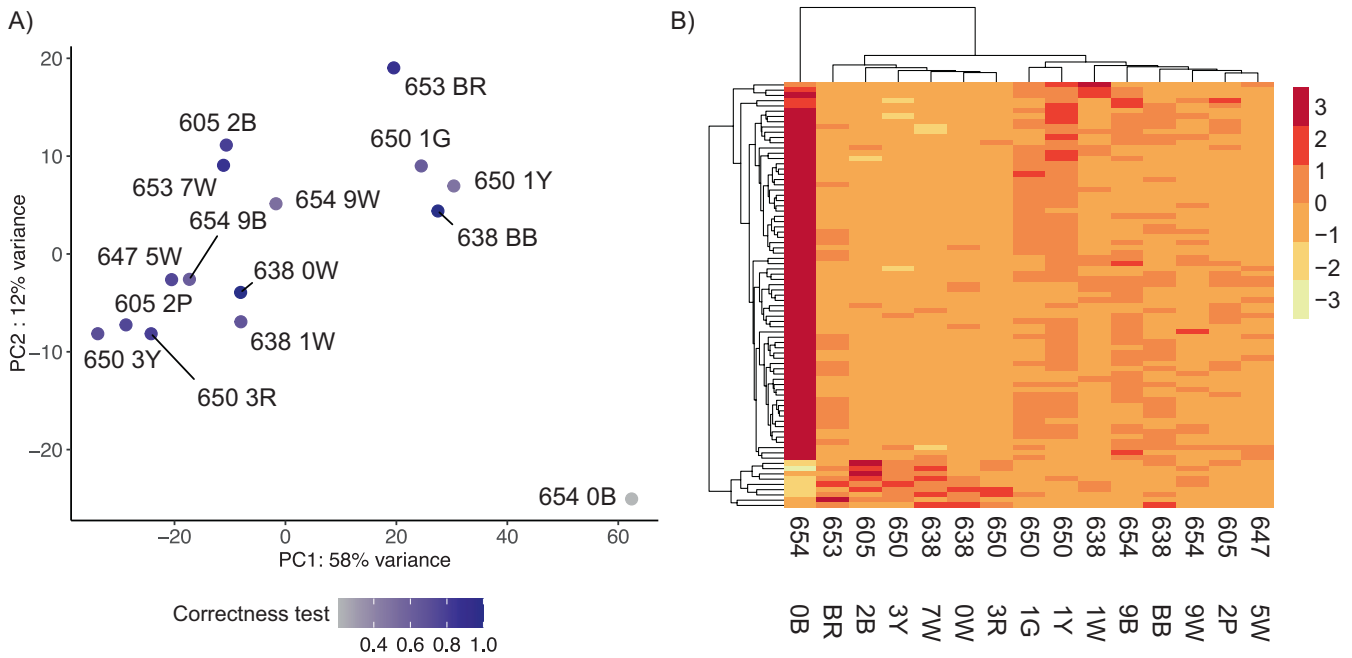 A)
B)
20
10
0
−10
−20
PC2 : 12% variance
653 BR
605 2B
650 1G
653 7W
650 1Y
654 9W
654 9B
638 BB
647 5W
638 0W
605 2P
638 1W
650 3Y
650 3R
654 0B
−20 0 20 40 60
PC1: 58% variance
Correctness test
0.4 0.6 0.8 1.0
3
2
1
0
−1
−2
−3
654 0B
653 BR
605 2B
650 3Y
638 7W
638 0W
650 3R
650 1G
650 1Y
638 1W
654 9B
638 BB
654 9W
605 2P
647 5W